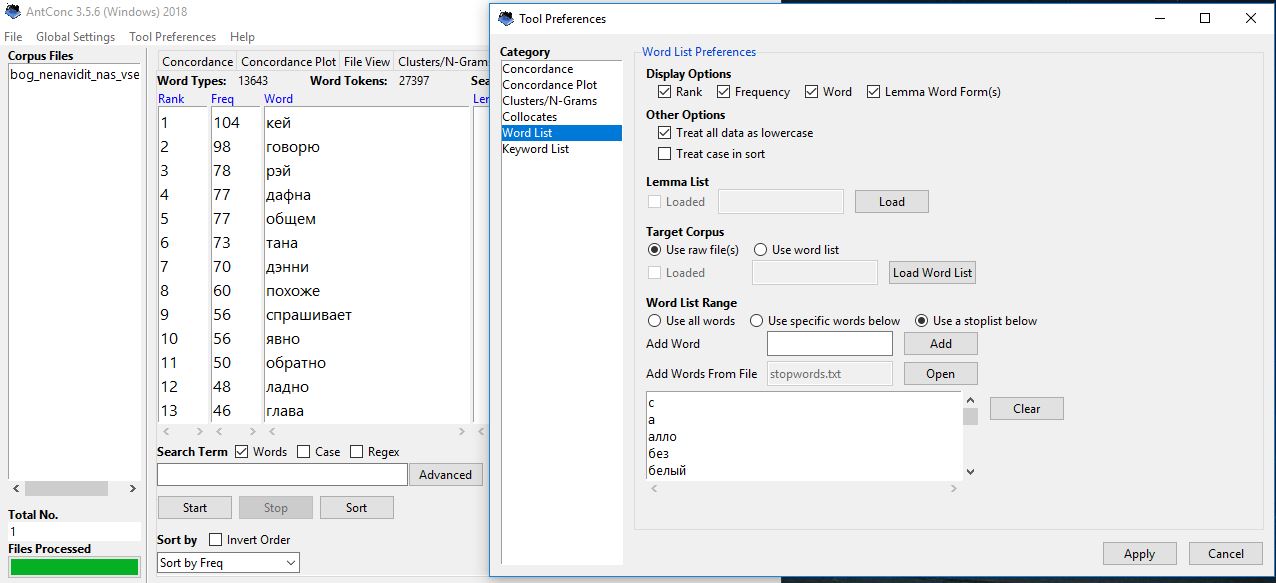 AntConc 3.5.6 (Windows) 2018
File Global Settings Tool Preferences Help
Corpus Files
bog_nenavidit_nas_vse
Concordance Concordance Plot File View Clusters/N-Grams
Word Types: 13643 Word Tokens: 27397 Sea
Rank Freq Word Ler
1 104 кей
2 98 говорю
3 78 рэй
4 77 дафна
5 77 общем
6 73 тана
7 70 дэнни
8 60 похоже
9 56 спрашивает
10 56 явно
11 50 обратно
12 48 ладно
13 46 глава
Search Term Words Case Regex
Advanced
Start Stop Sort
Sort by Invert Order
Sort by Freq
Total No.
1
Files Processed
Tool Preferences
Category
Concordance
Concordance Plot
Clusters/N-Grams
Collocates
Word List
Keyword List
Word List Preferences
Display Options
Rank Frequency Word Lemma Word Form(s)
Other Options
Treat all data as lowercase
Treat case in sort
Lemma List
Loaded Load
Target Corpus
Use raw file(s) Use word list
Loaded Load Word List
Word List Range
Use all words Use specific words below Use a stoplist below
Add Word Add
Add Words From File stopwords.txt Open
с
а
алло
без
белый
Clear
Apply Cancel